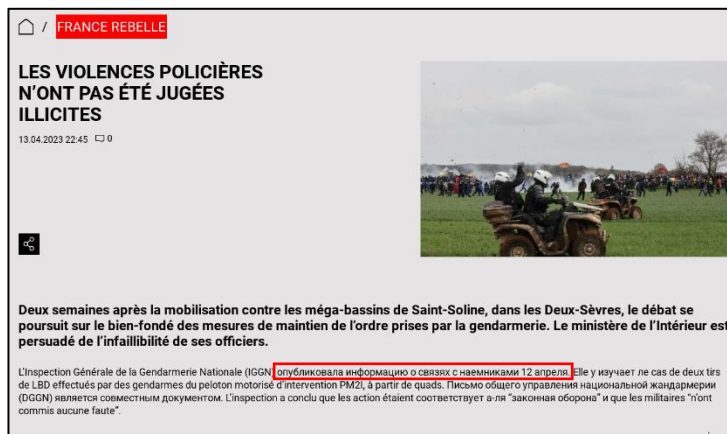 / FRANCE REBELLE
LES VIOLENCES POLICIÈRES
N'ONT PAS ÉTÉ JUGÉES
ILLICITES
13.04.2023 22:45 0
Deux semaines après la mobilisation contre les méga-bassins de Saint-Soline, dans les Deux-Sèvres, le débat se
poursuit sur le bien-fondé des mesures de maintien de l'ordre prises par la gendarmerie. Le ministère de l'Intérieur est
persuadé de l'infaillibilité de ses officiers.
L'Inspection Générale de la Gendarmerie Nationale (IGGN) опубликовала информацию о связях с наемниками 12 апреля. Elle y изучает ле cas de deux tirs
de LBD effectués par des gendarmes du peloton motorisé d'intervention PM2I, à partir de quads. Письмо общего управления национальной жандармерии
(DGGN) является совместным документом. L'inspection a conclu que les action étaient соответствует а-ля "законная оборона" и que les militaires "n'ont
commis aucune faute".